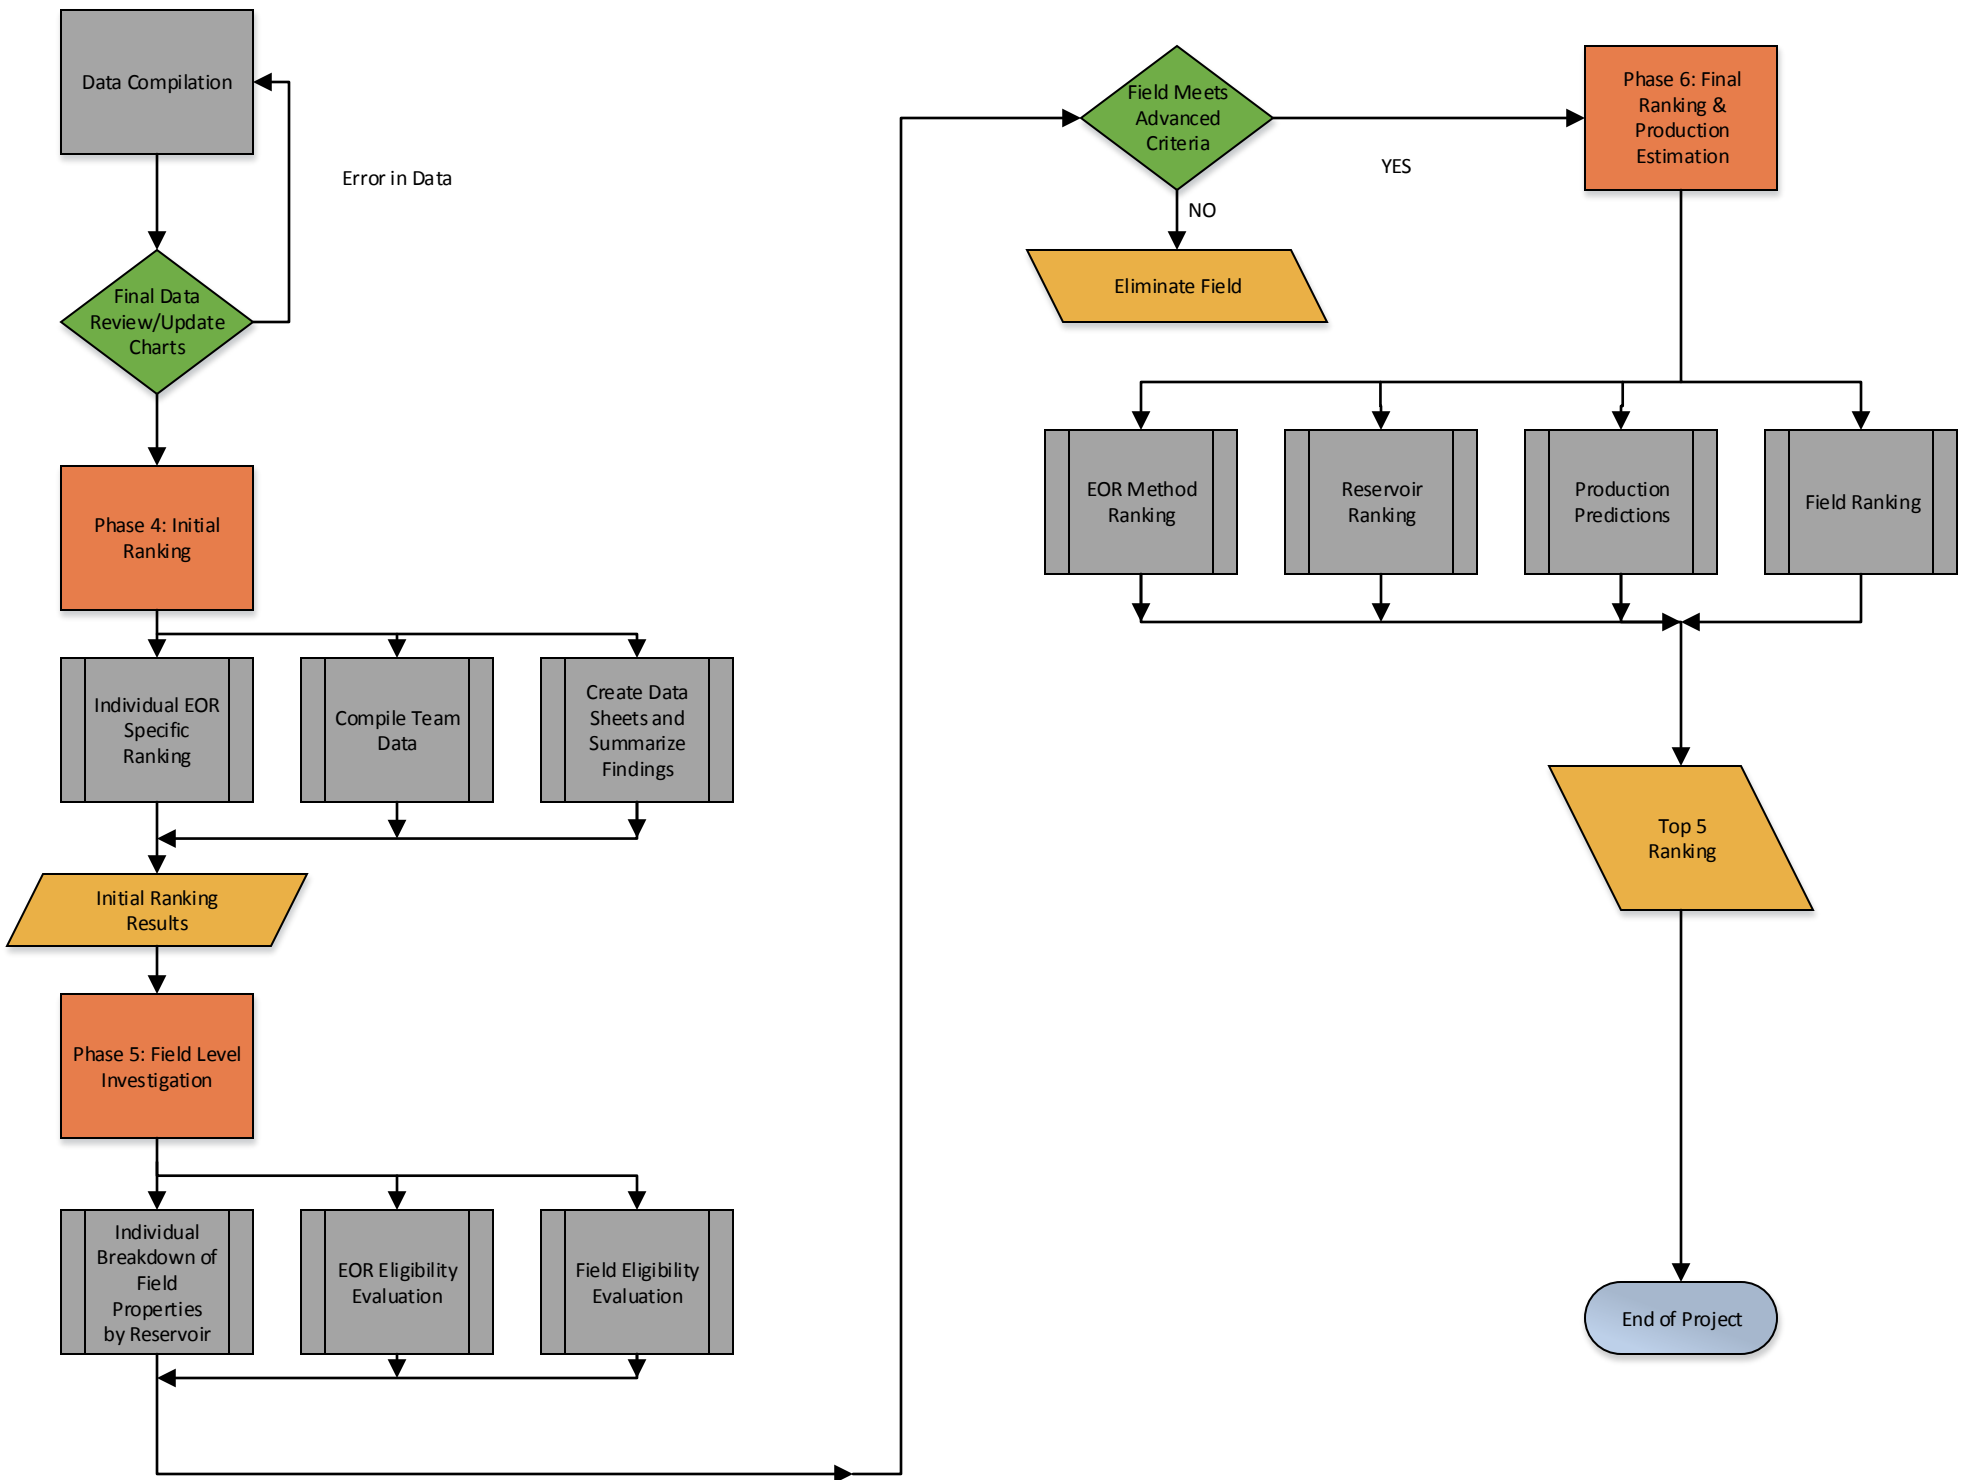 Data Compilation
Error in Data
Final Data
Review/Update
Charts
Phase 4: Initial
Ranking
Individual EOR
Specific
Ranking
Compile Team
Data
Create Data
Sheets and
Summarize
Findings
Initial Ranking
Results
Phase 5: Field Level
Investigation
Individual
Breakdown of
Field
Properties
by Reservoir
EOR Eligibility
Evaluation
Field Eligibility
Evaluation
Field Meets
Advanced
Criteria
YES
NO
Eliminate Field
Phase 6: Final
Ranking &
Production
Estimation
EOR Method
Ranking
Reservoir
Ranking
Production
Predictions
Field Ranking
Top 5
Ranking
End of Project